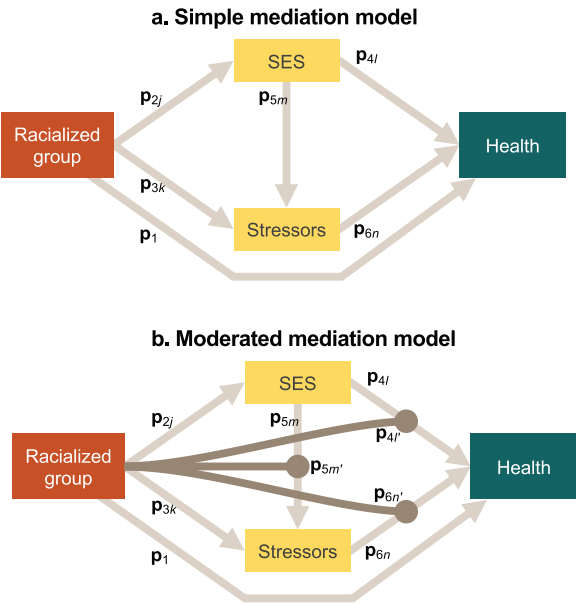 a. Simple mediation model
SES
p4l
p2j
p5m
Racialized
group
Health
p3k
Stressors
p1
p6n
b. Moderated mediation model
SES
p4l
p2j
p5m
p4l′
Racialized
group
p5m′
Health
p6n′
p3k
Stressors
p1
p6n